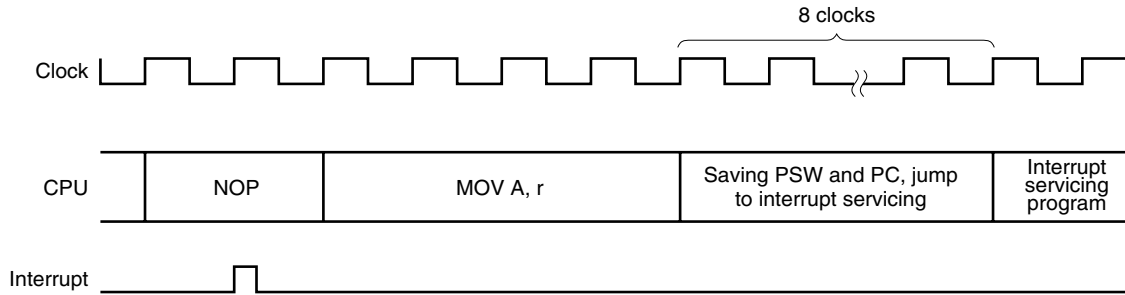 8 clocks
Clock
CPU
NOP
MOV A, r
Saving PSW and PC, jump
to interrupt servicing
Interrupt
servicing
program
Interrupt